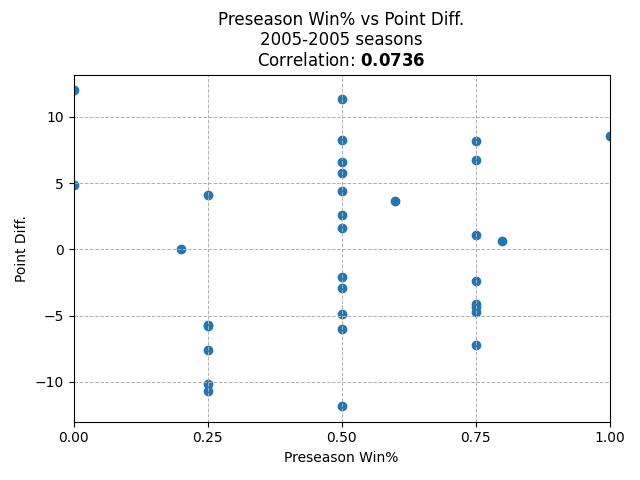 Preseason Win% vs Point Diff.
2005-2005 seasons
Correlation: 0.0736
10
5
0
−5
−10
Point Diff.
0.00 0.25 0.50 0.75 1.00
Preseason Win%